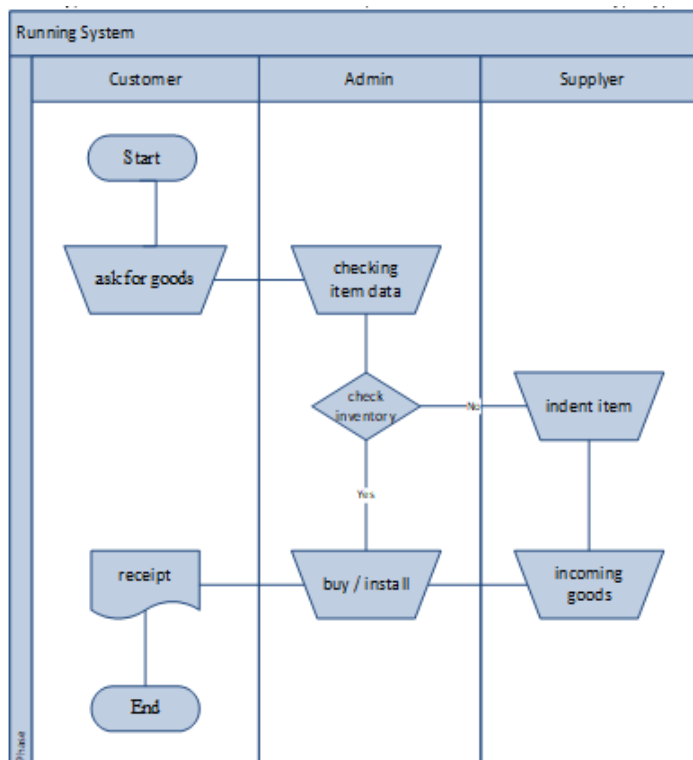 Running System
Customer
Admin
Supplyer
Start
ask for goods
checking
item data
check
inventory
No
indent item
Yes
receipt
buy / install
incoming
goods
End
Phase